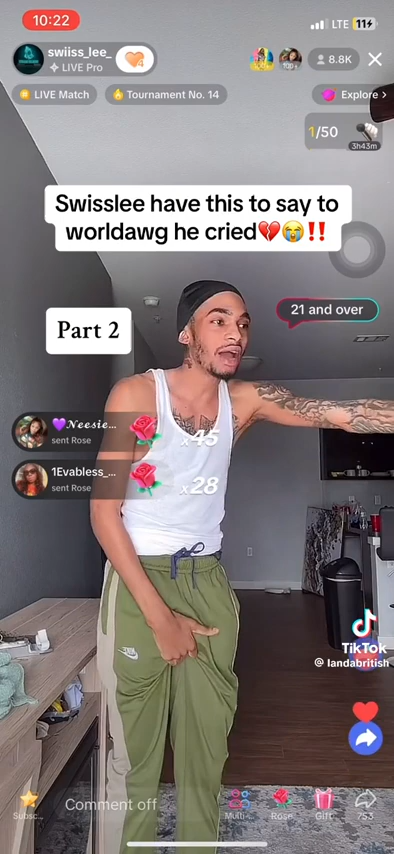 10:22
LTE 11
swiiss_lee_
LIVE Pro
8.8K
LIVE Match
Tournament No. 14
Explore >
1/50
3h43m
Swisslee have this to say to
worldawg he cried💔😭‼️
21 and over
Part 2
💜𝓝𝓮𝓮𝓼𝓲𝓮...
sent Rose
x45
1Evabless_...
sent Rose
x28
TikTok
@ landabritish
Subsc...
Comment off
Multi-...
Rose
Gift
753